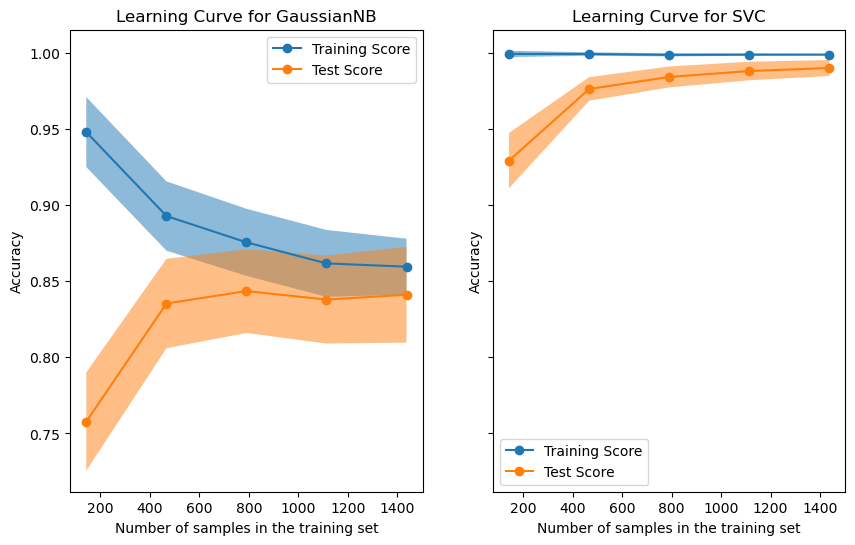 Learning Curve for GaussianNB
Training Score
Test Score
1.00
0.95
0.90
0.85
0.80
0.75
Accuracy
200 400 600 800 1000 1200 1400
Number of samples in the training set
Learning Curve for SVC
Accuracy
Training Score
Test Score
200 400 600 800 1000 1200 1400
Number of samples in the training set